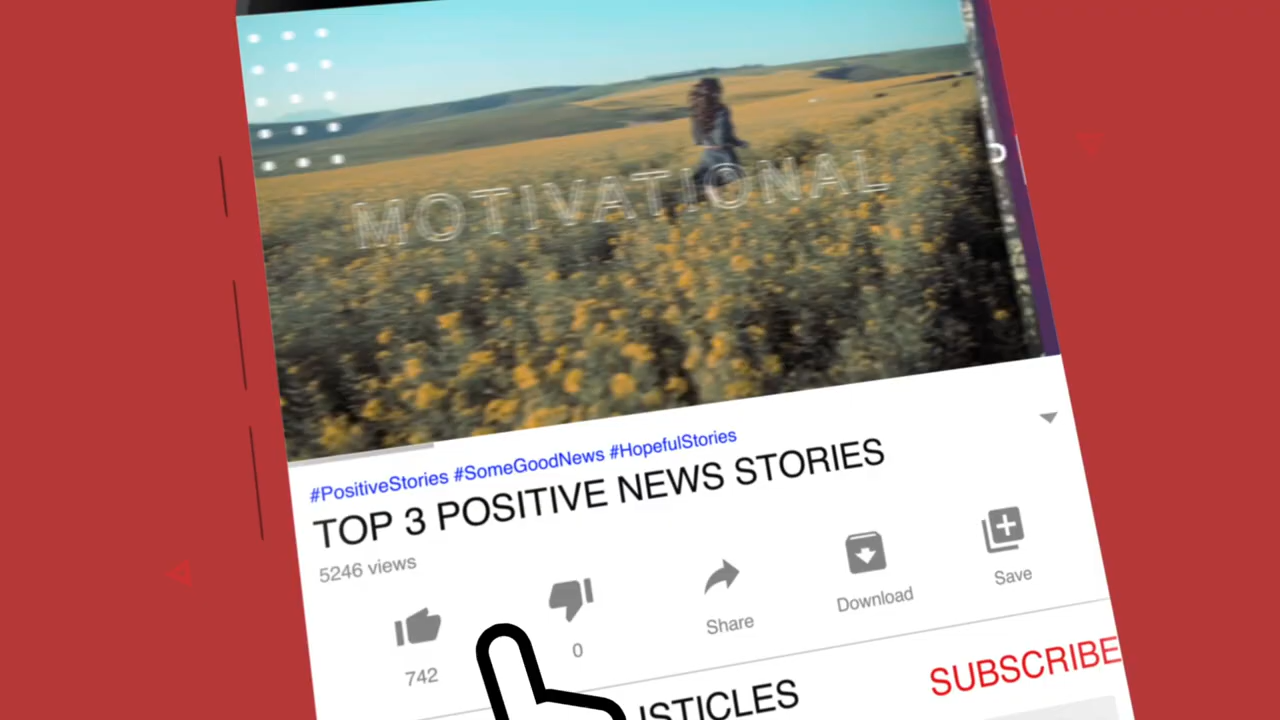 MOTIVATIONAL
#PositiveStories #SomeGoodNews #HopefulStories
TOP 3 POSITIVE NEWS STORIES
5246 views
742
0
Share
Download
Save
SUBSCRIBE